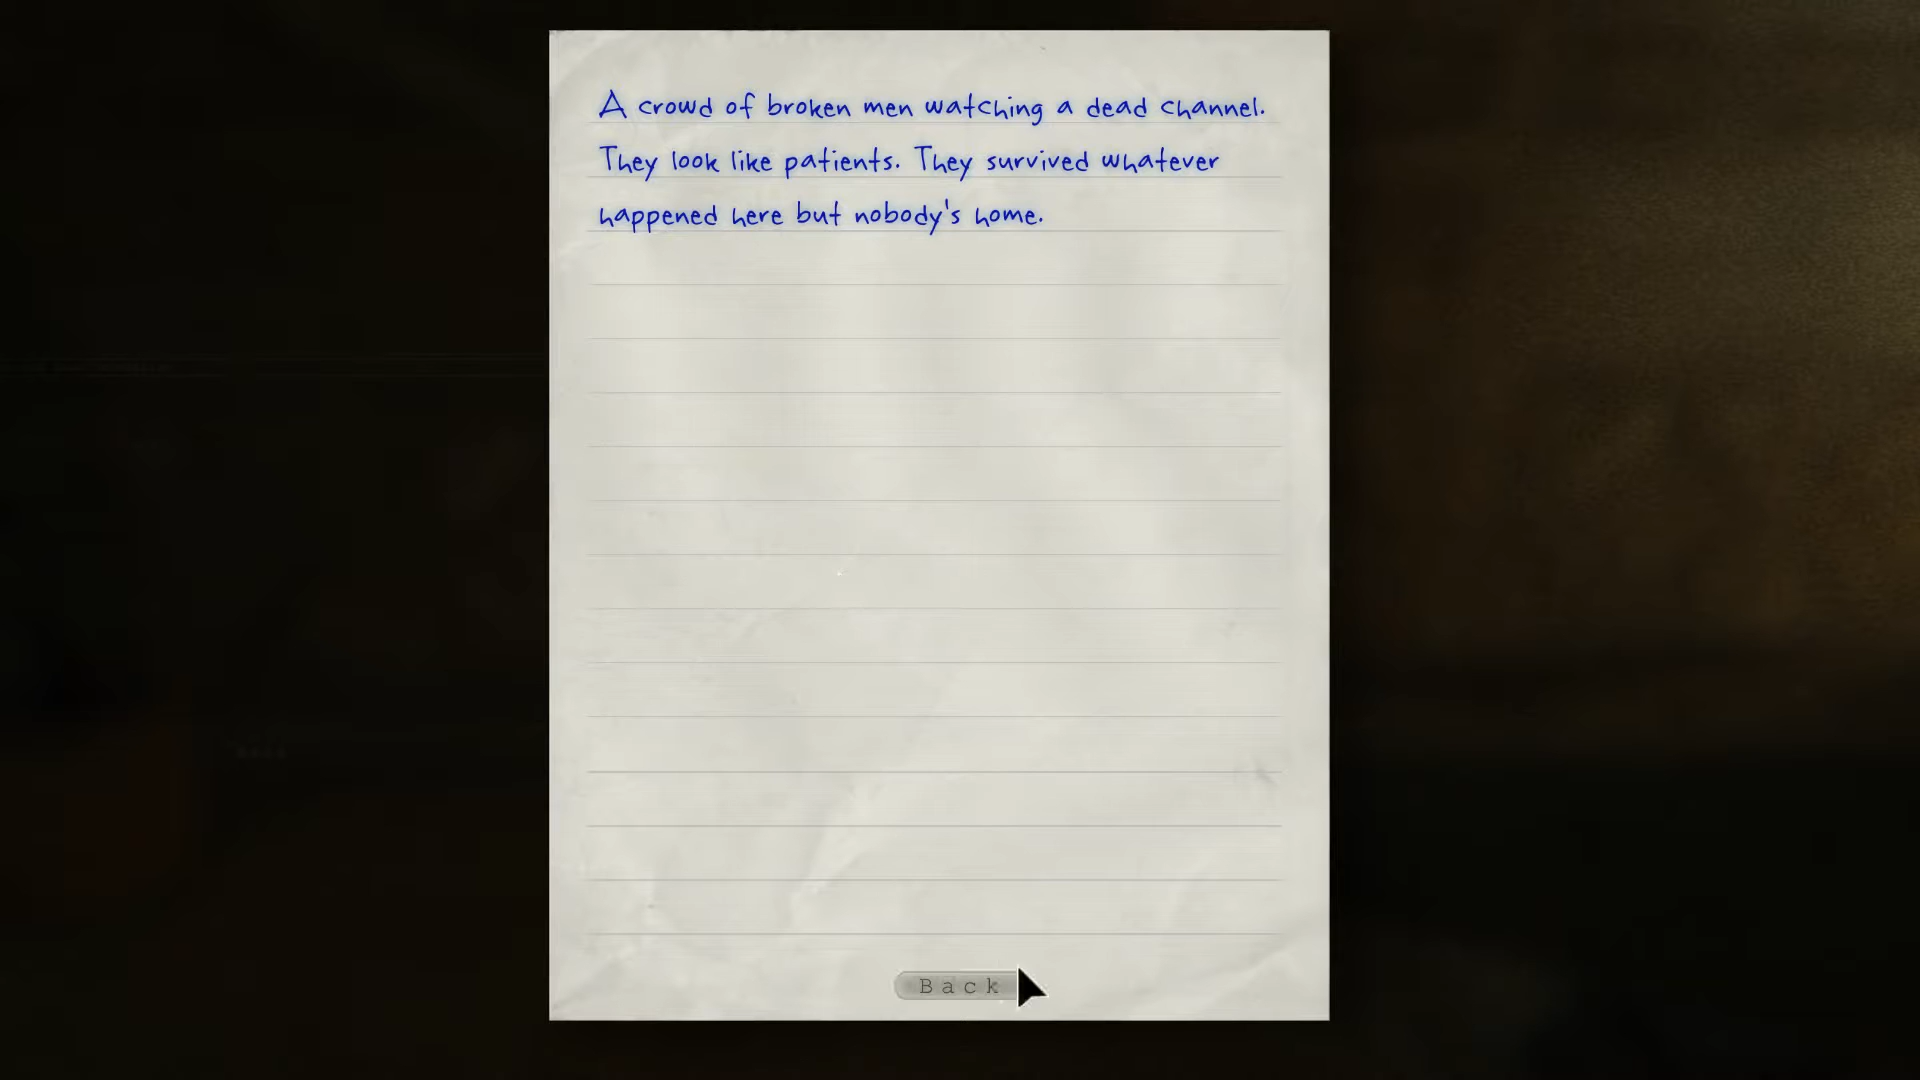 A crowd of broken men watching a dead channel.
They look like patients. They survived whatever
happened here but nobody's home.
Back